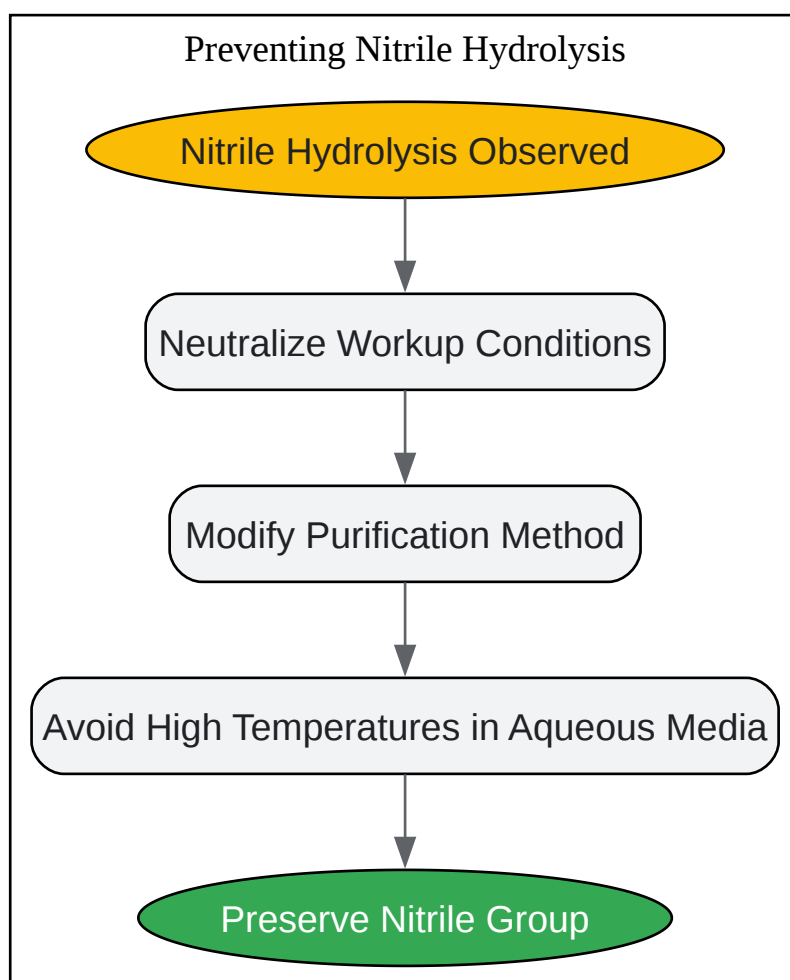 Preventing Nitrile Hydrolysis
Nitrile Hydrolysis Observed
Neutralize Workup Conditions
Modify Purification Method
Avoid High Temperatures in Aqueous Media
Preserve Nitrile Group